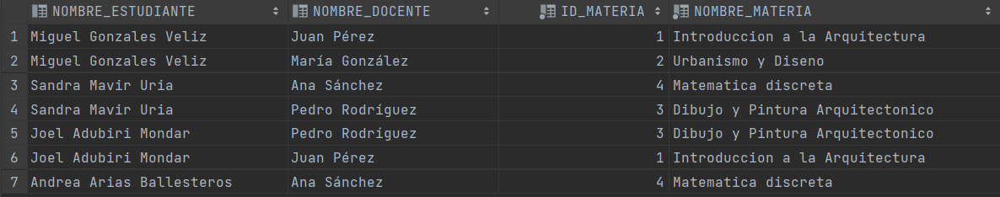 NOMBRE_ESTUDIANTE NOMBRE_DOCENTE ID_MATERIA NOMBRE_MATERIA
1 Miguel Gonzales Veliz Juan Pérez 1 Introduccion a la Arquitectura
2 Miguel Gonzales Veliz María González 2 Urbanismo y Diseno
3 Sandra Mavir Uria Ana Sánchez 4 Matematica discreta
4 Sandra Mavir Uria Pedro Rodríguez 3 Dibujo y Pintura Arquitectonico
5 Joel Adubiri Mondar Pedro Rodríguez 3 Dibujo y Pintura Arquitectonico
6 Joel Adubiri Mondar Juan Pérez 1 Introduccion a la Arquitectura
7 Andrea Arias Ballesteros Ana Sánchez 4 Matematica discreta